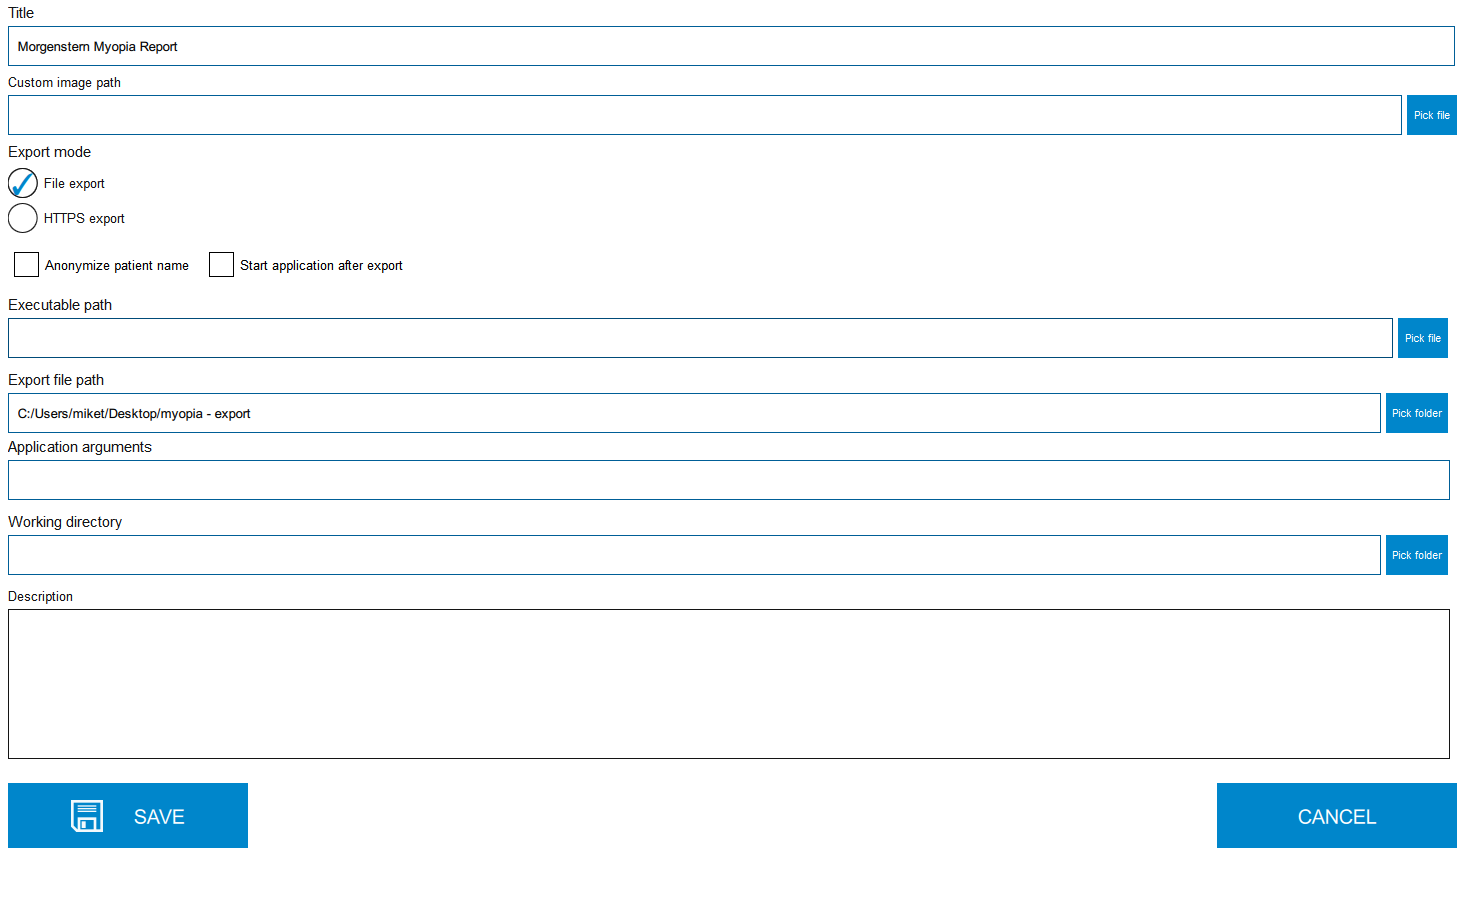 Title
Morgenstern Myopia Report
Custom image path
Pick file
Export mode
File export
HTTPS export
Anonymize patient name Start application after export
Executable path
Pick file
Export file path
C:/Users/miket/Desktop/myopia - export Pick folder
Application arguments
Working directory
Pick folder
Description
SAVE CANCEL